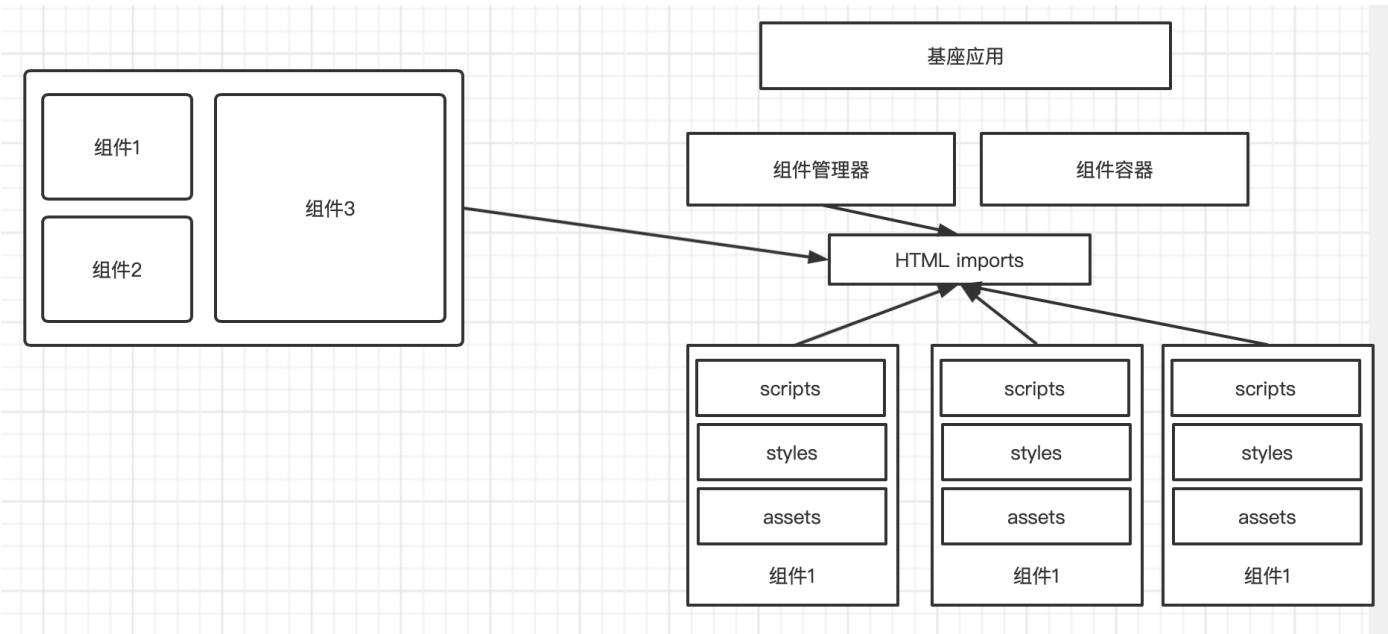 基座应用
组件1
组件2
组件3
组件管理器
组件容器
HTML imports
scripts
styles
assets
组件1
scripts
styles
assets
组件1
scripts
styles
assets
组件1